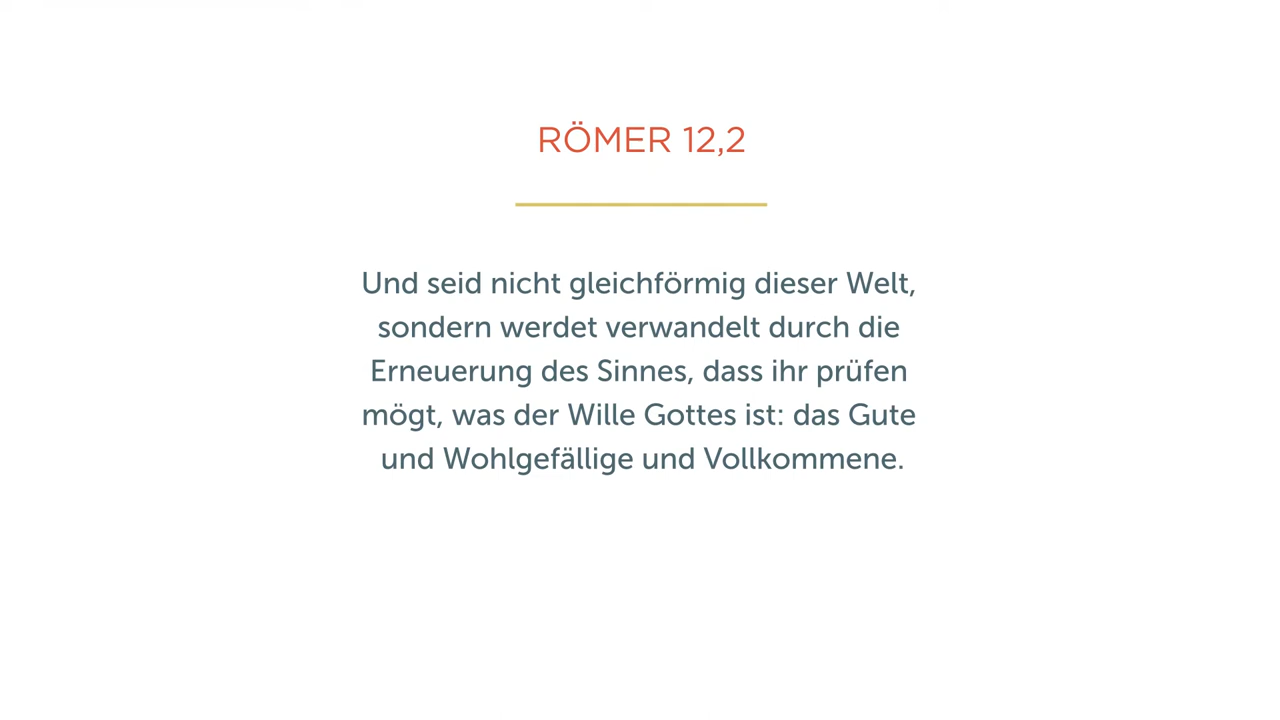 RÖMER 12,2
Und seid nicht gleichförmig dieser Welt,
sondern werdet verwandelt durch die
Erneuerung des Sinnes, dass ihr prüfen
mögt, was der Wille Gottes ist: das Gute
und Wohlgefällige und Vollkommene.